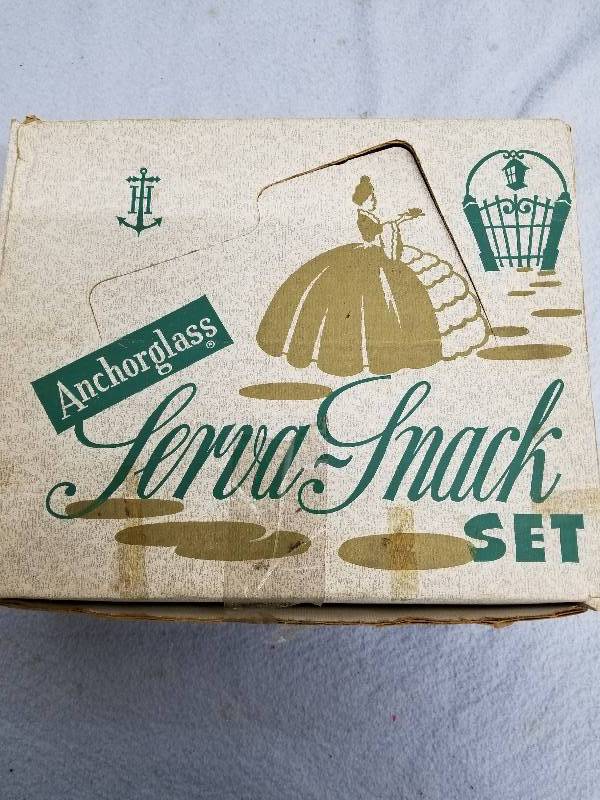 H
Anchorglass®
Serva-Snack
SET